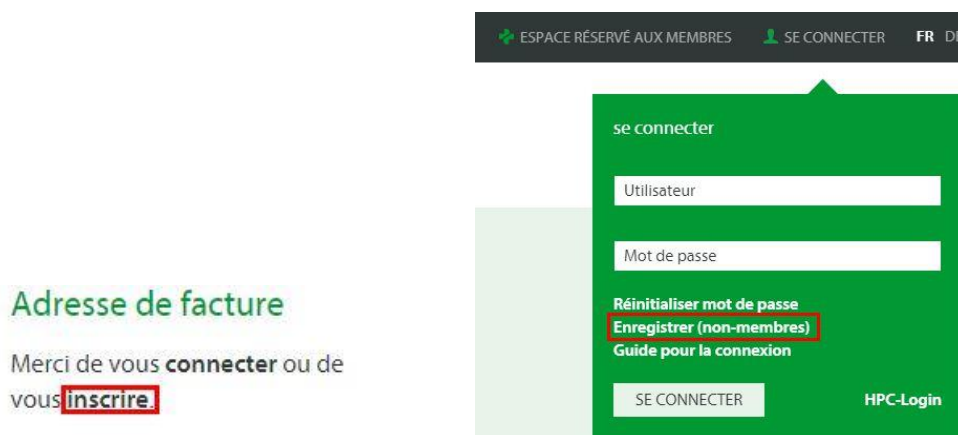 ESPACE RÉSERVÉ AUX MEMBRES SE CONNECTER FR
se connecter
Utilisateur
Mot de passe
Réinitialiser mot de passe
Enregistrer (non-membres)
Guide pour la connexion
SE CONNECTER HPC-Login
Adresse de facture
Merci de vous connecter ou de
vous inscrire.